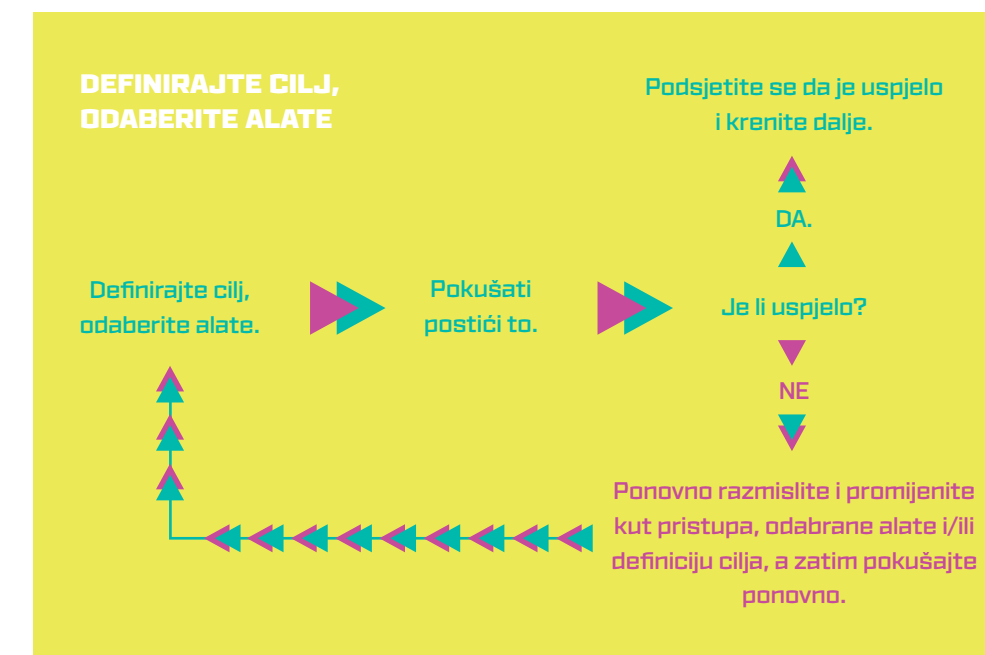 DEFINIRAJTE CILJ,
ODABERITE ALATE
Definirajte cilj,
odaberite alate.
Pokušati
postići to.
Je li uspjelo?
DA.
Podsjetite se da je uspjelo
i krenite dalje.
NE
Ponovno razmislite i promijenite
kut pristupa, odabrane alate i/ili
definiciju cilja, a zatim pokušajte
ponovno.